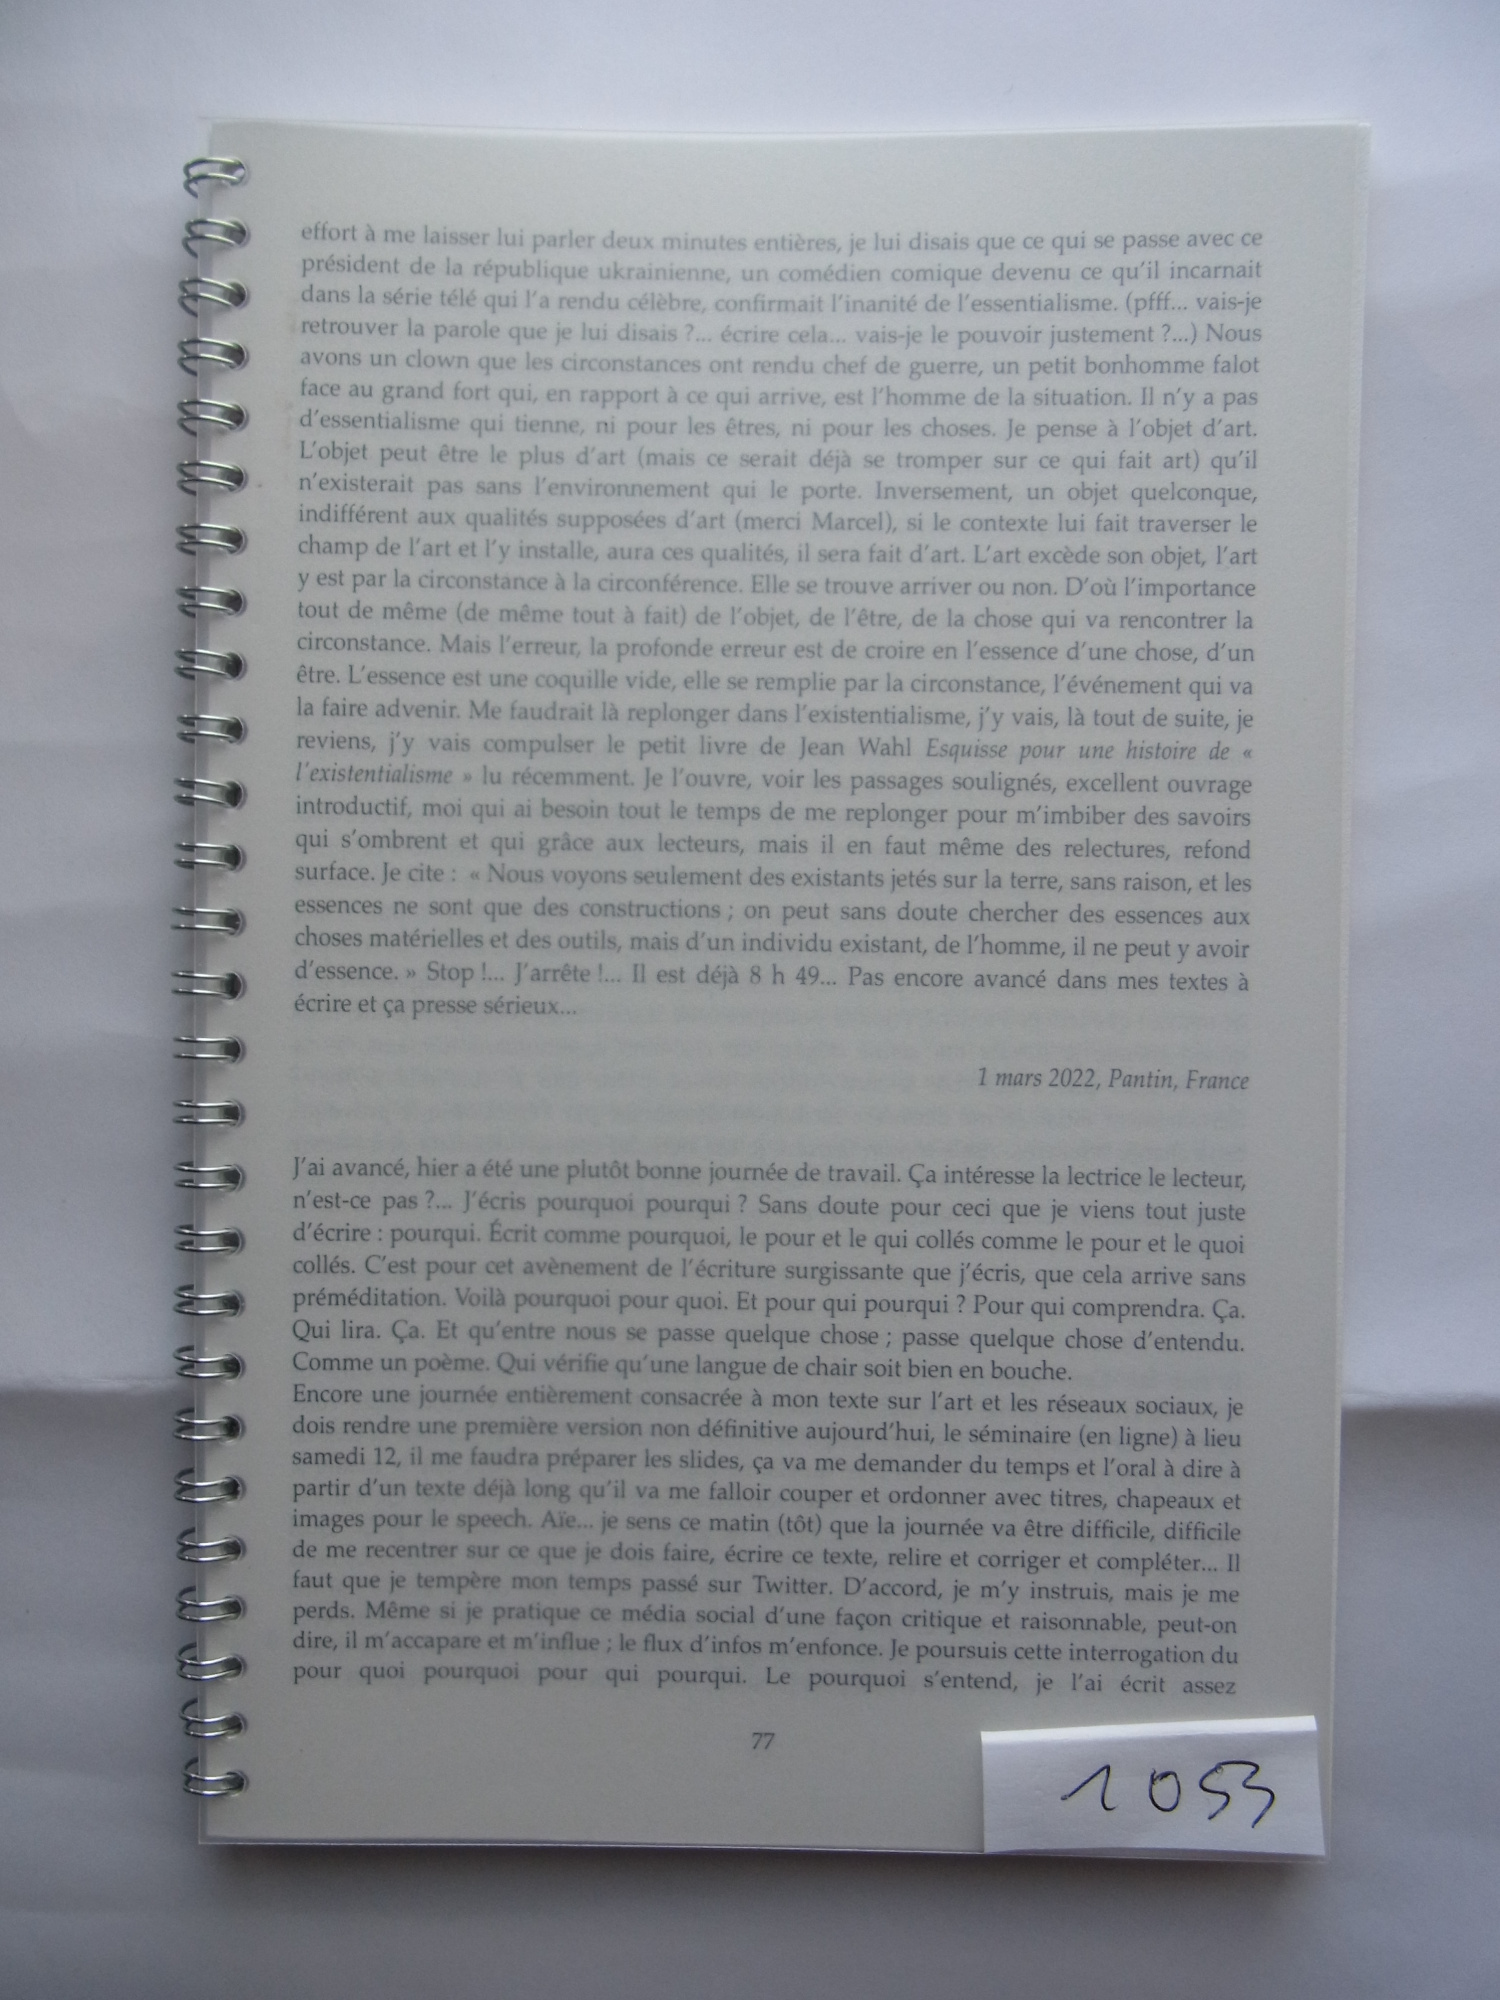 effort à me laisser lui parler deux minutes entières, je lui disais que ce qui se passe avec ce
président de la république ukrainienne, un comédien comique devenu ce qu'il incarnait
dans la série télé qui l'a rendu célèbre, confirmait l'inanité de l'essentialisme. (pfff... vais-je
retrouver la parole que je lui disais ?... écrire cela... vais-je le pouvoir justement ?...) Nous
avons un clown que les circonstances ont rendu chef de guerre, un petit bonhomme falot
face au grand fort qui, en rapport à ce qui arrive, est l'homme de la situation. Il n'y a pas
d'essentialisme qui tienne, ni pour les êtres, ni pour les choses. Je pense à l'objet d'art.
L'objet peut être le plus d'art (mais ce serait déjà se tromper sur ce qui fait art) qu'il
n'existerait pas sans l'environnement qui le porte. Inversement, un objet quelconque,
indifférent aux qualités supposées d'art (merci Marcel), si le contexte lui fait traverser le
champ de l'art et l'y installe, aura ces qualités, il sera fait d'art. L'art excède son objet, l'art
y est par la circonstance à la circonférence. Elle se trouve arriver ou non. D'où l'importance
tout de même (de même tout à fait) de l'objet, de l'être, de la chose qui va rencontrer la
circonstance. Mais l'erreur, la profonde erreur est de croire en l'essence d'une chose, d'un
être. L'essence est une coquille vide, elle se remplie par la circonstance, l'événement qui va
la faire advenir. Me faudrait là replonger dans l'existentialisme, j'y vais, là tout de suite, je
reviens, j'y vais compulser le petit livre de Jean Wahl Esquisse pour une histoire de «
l'existentialisme » lu récemment. Je l'ouvre, voir les passages soulignés, excellent ouvrage
introductif, moi qui ai besoin tout le temps de me replonger pour m'imbiber des savoirs
qui s'ombrent et qui grâce aux lecteurs, mais il en faut même des relectures, refond
surface. Je cite : « Nous voyons seulement des existants jetés sur la terre, sans raison, et les
essences ne sont que des constructions ; on peut sans doute chercher des essences aux
choses matérielles et des outils, mais d'un individu existant, de l'homme, il ne peut y avoir
d'essence. » Stop !... J'arrête !... Il est déjà 8 h 49... Pas encore avancé dans mes textes à
écrire et ça presse sérieux...
1 mars 2022, Pantin, France
J'ai avancé, hier a été une plutôt bonne journée de travail. Ça intéresse la lectrice le lecteur,
n'est-ce pas ?... J'écris pourquoi pourqui ? Sans doute pour ceci que je viens tout juste
d'écrire : pourqui. Écrit comme pourquoi, le pour et le qui collés comme le pour et le quoi
collés. C'est pour cet avènement de l'écriture surgissante que j'écris, que cela arrive sans
préméditation. Voilà pourquoi pour quoi. Et pour qui pourqui ? Pour qui comprendra. Ça.
Qui lira. Ça. Et qu'entre nous se passe quelque chose ; passe quelque chose d'entendu.
Comme un poème. Qui vérifie qu'une langue de chair soit bien en bouche.
Encore une journée entièrement consacrée à mon texte sur l'art et les réseaux sociaux, je
dois rendre une première version non définitive aujourd'hui, le séminaire (en ligne) à lieu
samedi 12, il me faudra préparer les slides, ça va me demander du temps et l'oral à dire à
partir d'un texte déjà long qu'il va me falloir couper et ordonner avec titres, chapeaux et
images pour le speech. Aïe... je sens ce matin (tôt) que la journée va être difficile, difficile
de me recentrer sur ce que je dois faire, écrire ce texte, relire et corriger et compléter... Il
faut que je tempère mon temps passé sur Twitter. D'accord, je m'y instruis, mais je me
perds. Même si je pratique ce média social d'une façon critique et raisonnable, peut-on
dire, il m'accapare et m'influe ; le flux d'infos m'enfonce. Je poursuis cette interrogation du
pour quoi pourquoi pour qui pourqui. Le pourquoi s'entend, je l'ai écrit assez
77
1053